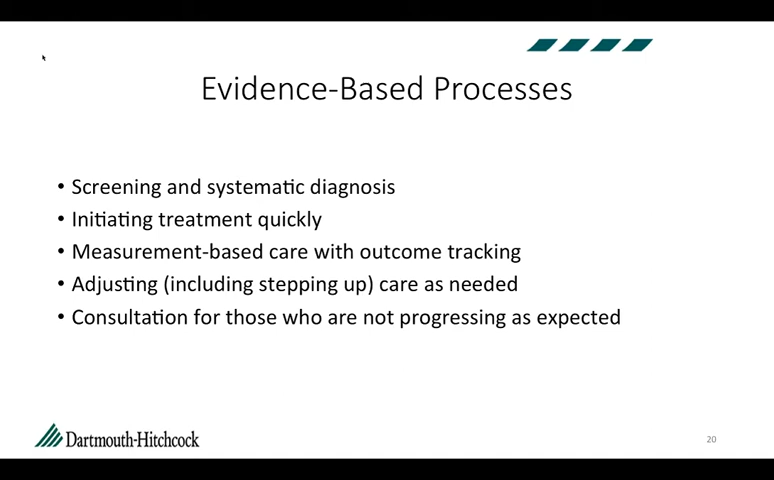 Evidence-Based Processes
• Screening and systematic diagnosis
• Initiating treatment quickly
• Measurement-based care with outcome tracking
• Adjusting (including stepping up) care as needed
• Consultation for those who are not progressing as expected
Dartmouth-Hitchcock
20